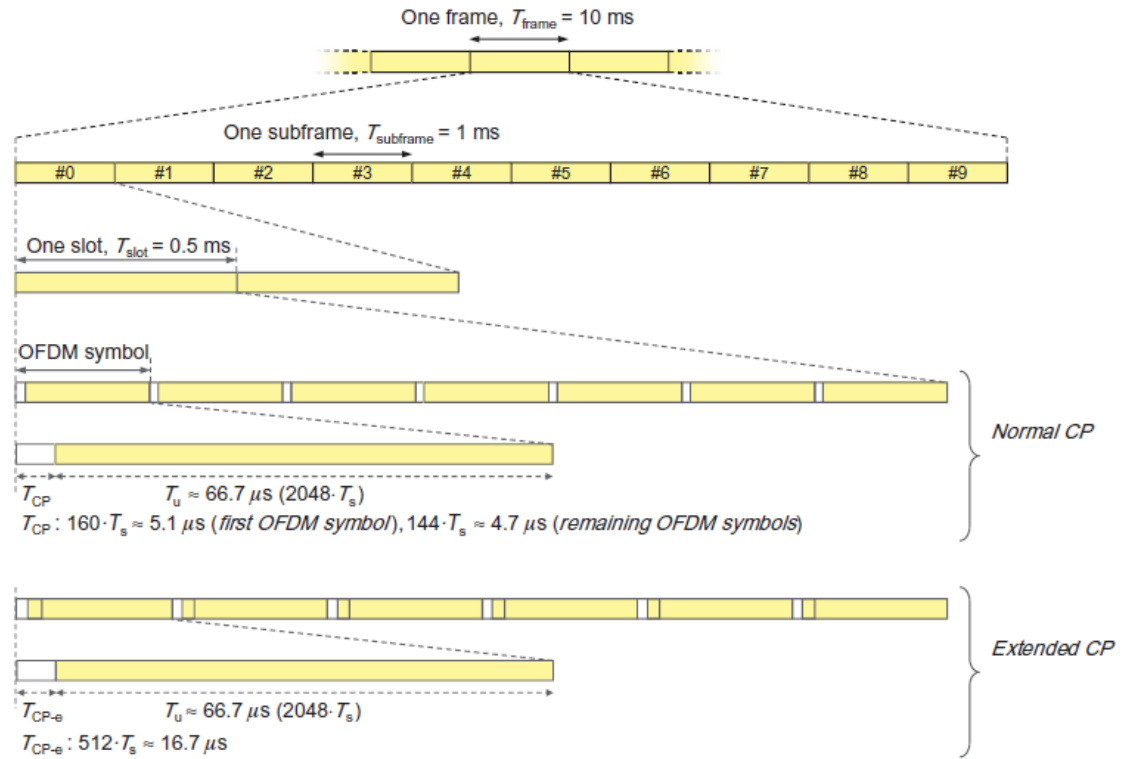 One frame, T_frame = 10 ms
One subframe, T_subframe = 1 ms
#0 #1 #2 #3 #4 #5 #6 #7 #8 #9
One slot, T_slot = 0.5 ms
OFDM symbol
Normal CP
T_CP T_u ≈ 66.7 μs (2048·T_s)
T_CP : 160·T_s ≈ 5.1 μs (first OFDM symbol), 144·T_s ≈ 4.7 μs (remaining OFDM symbols)
Extended CP
T_CP-e T_u ≈ 66.7 μs (2048·T_s)
T_CP-e : 512·T_s ≈ 16.7 μs